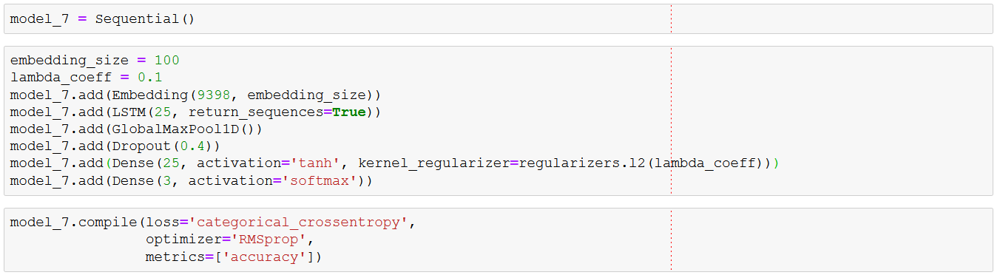 model_7 = Sequential()
embedding_size = 100
lambda_coeff = 0.1
model_7.add(Embedding(9398, embedding_size))
model_7.add(LSTM(25, return_sequences=True))
model_7.add(GlobalMaxPool1D())
model_7.add(Dropout(0.4))
model_7.add(Dense(25, activation='tanh', kernel_regularizer=regularizers.l2(lambda_coeff)))
model_7.add(Dense(3, activation='softmax'))
model_7.compile(loss='categorical_crossentropy',
                optimizer='RMSprop',
                metrics=['accuracy'])